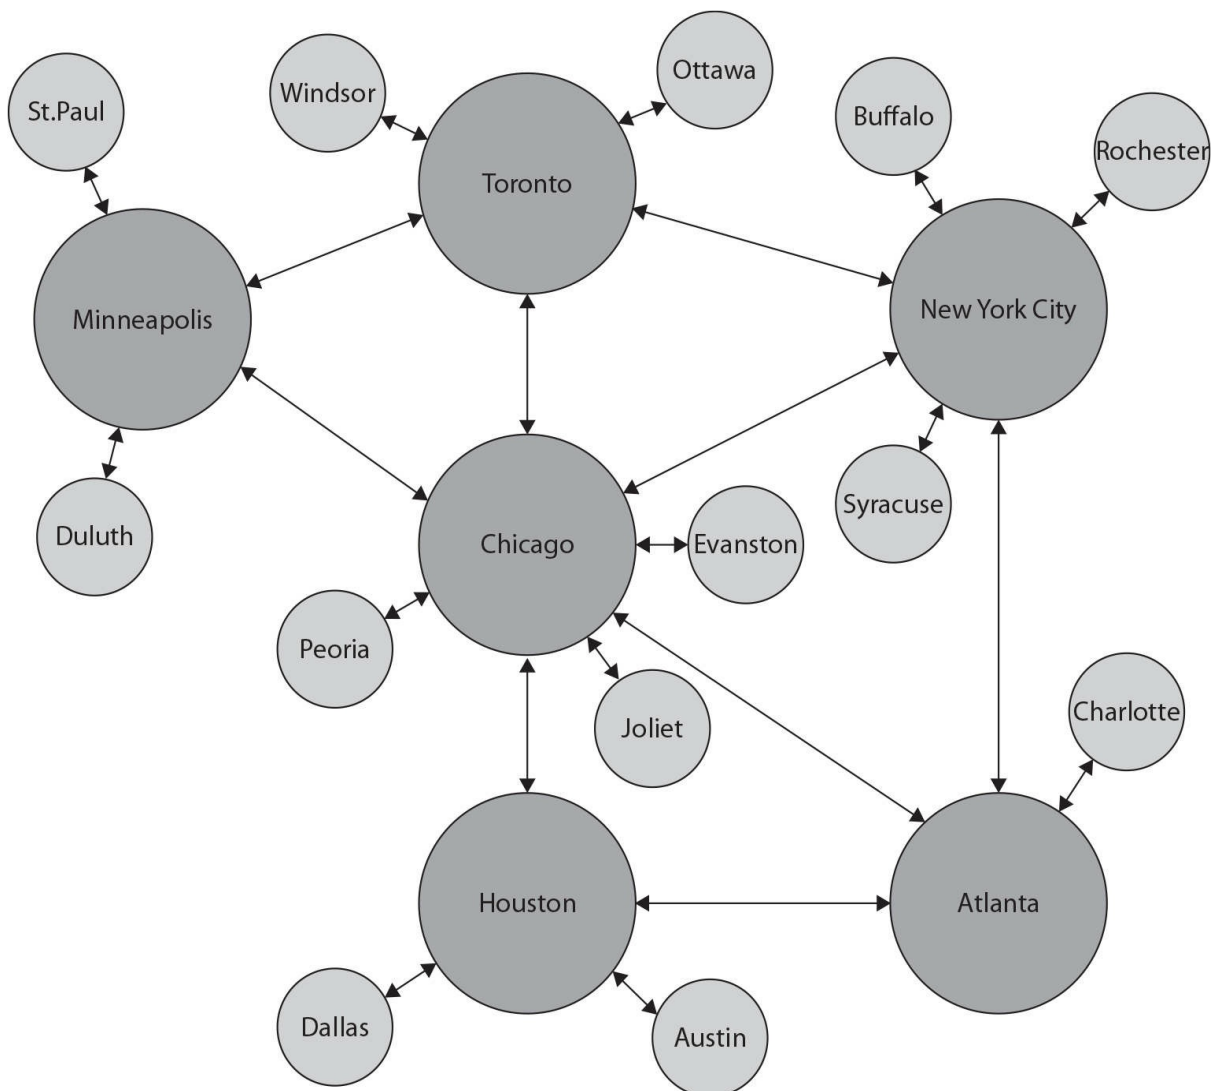 Ottawa
Windsor
St.Paul
Buffalo
Rochester
Toronto
New York City
Minneapolis
Syracuse
Duluth
Chicago
Evanston
Peoria
Joliet
Charlotte
Houston
Atlanta
Dallas
Austin